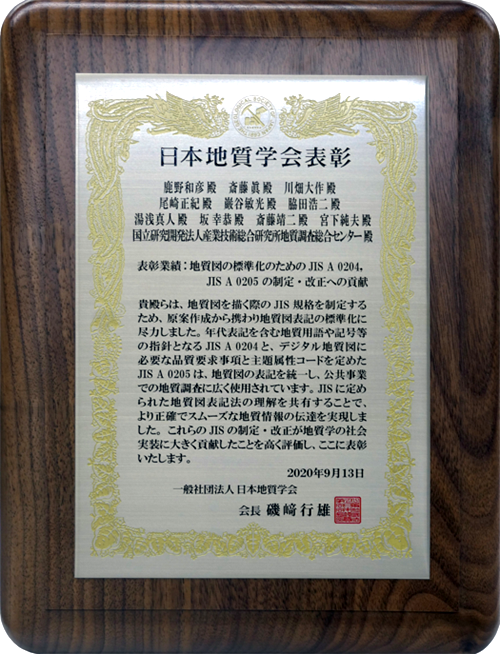 日本地質学会表彰
鹿野和彦 殿　斎藤 眞 殿　川畑大作 殿
尾崎正紀 殿　巖谷敏光 殿　脇田浩二 殿
湯浅真人 殿　坂 幸恭 殿　斎藤靖二 殿　宮下純夫 殿
国立研究開発法人産業技術総合研究所地質調査総合センター 殿
表彰業績：地質図の標準化のための JIS A 0204，
JIS A 0205 の制定・改正への貢献
貴殿らは、地質図を描く際の JIS 規格を制定する
ため、原案作成から携わり地質図表記の標準化に
尽力しました。年代表記を含む地質用語や記号等
の指針となる JIS A 0204 と、デジタル地質図に
必要な品質要求事項と主題属性コードを定めた
JIS A 0205 は、地質図の表記を統一し、公共事業
での地質調査に広く使用されています。JIS に定め
られた地質図表記法の理解を共有することで、
より正確でスムーズな地質情報の伝達を実現しま
した。これらの JIS の制定・改正が地質学の社会
実装に大きく貢献したことを高く評価し、ここに表彰
いたします。
2020年9月13日
一般社団法人 日本地質学会
会長 磯﨑行雄